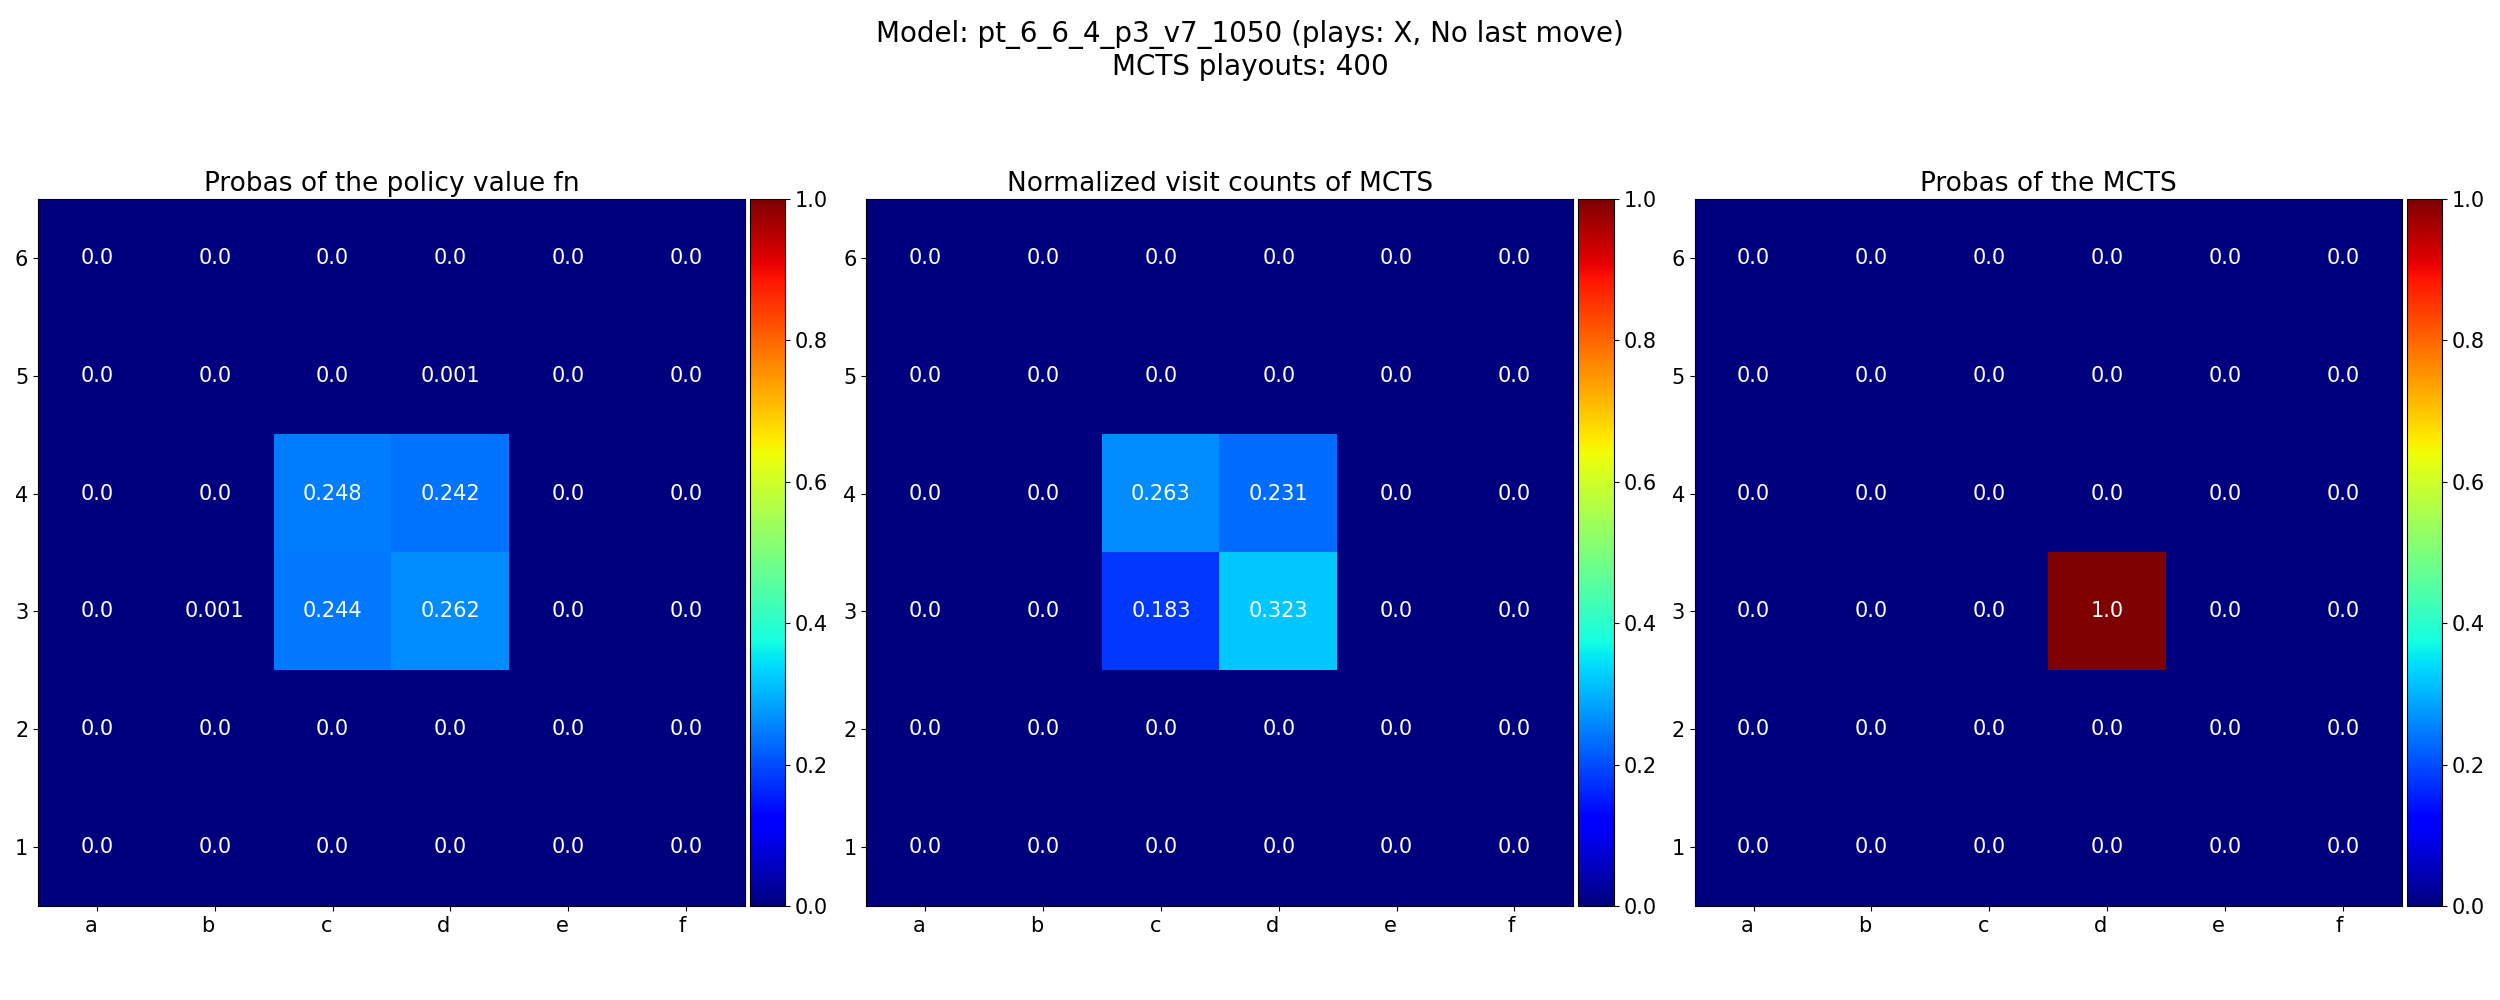 Model: pt_6_6_4_p3_v7_1050 (plays: X, No last move)
MCTS playouts: 400
Probas of the policy value fn
6 0.0 0.0 0.0 0.0 0.0 0.0
5 0.0 0.0 0.0 0.001 0.0 0.0
4 0.0 0.0 0.248 0.242 0.0 0.0
3 0.0 0.001 0.244 0.262 0.0 0.0
2 0.0 0.0 0.0 0.0 0.0 0.0
1 0.0 0.0 0.0 0.0 0.0 0.0
a b c d e f
1.0
0.8
0.6
0.4
0.2
0.0
Normalized visit counts of MCTS
6 0.0 0.0 0.0 0.0 0.0 0.0
5 0.0 0.0 0.0 0.0 0.0 0.0
4 0.0 0.0 0.263 0.231 0.0 0.0
3 0.0 0.0 0.183 0.323 0.0 0.0
2 0.0 0.0 0.0 0.0 0.0 0.0
1 0.0 0.0 0.0 0.0 0.0 0.0
a b c d e f
1.0
0.8
0.6
0.4
0.2
0.0
Probas of the MCTS
6 0.0 0.0 0.0 0.0 0.0 0.0
5 0.0 0.0 0.0 0.0 0.0 0.0
4 0.0 0.0 0.0 0.0 0.0 0.0
3 0.0 0.0 0.0 1.0 0.0 0.0
2 0.0 0.0 0.0 0.0 0.0 0.0
1 0.0 0.0 0.0 0.0 0.0 0.0
a b c d e f
1.0
0.8
0.6
0.4
0.2
0.0